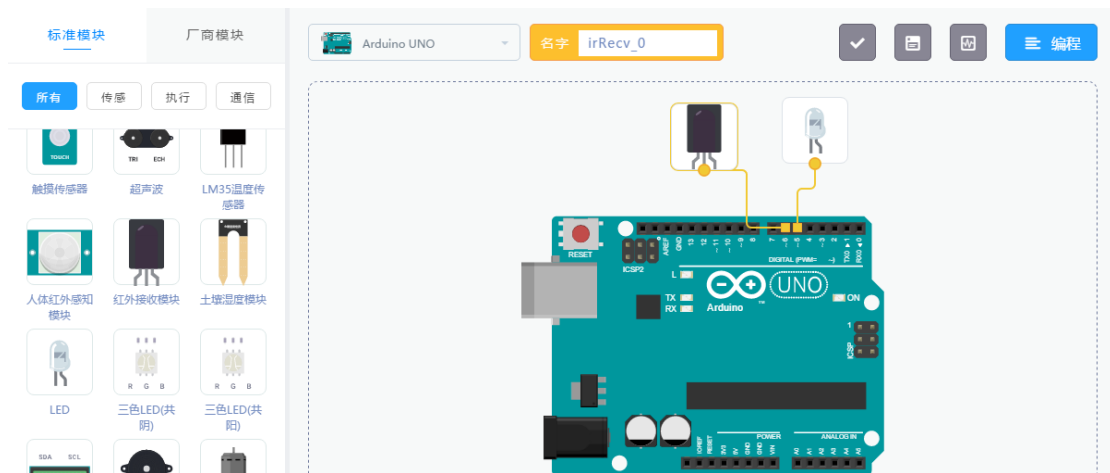 标准模块
厂商模块
Arduino UNO
名字 irRecv_0
编程
所有 传感 执行 通信
TOUCH
TRI ECH
触摸传感器
超声波
LM35温度传
感器
人体红外感知
模块
红外接收模块
土壤湿度模块
R G B
R G B
LED
三色LED(共
阴)
三色LED(共
阳)
SDA SCL
RESET
ICSP2
AREF
GND
13
12
~11
~10
~9
8
7
~6
~5
4
~3
2
TX0▲1
RX0◄0
DIGITAL (PWM= ~)
L
TX
RX
Arduino
TM
UNO
ON
1
ICSP
POWER
ANALOG IN
IOREF
RESET
3V3
5V
GND
GND
VIN
A0
A1
A2
A3
A4
A5